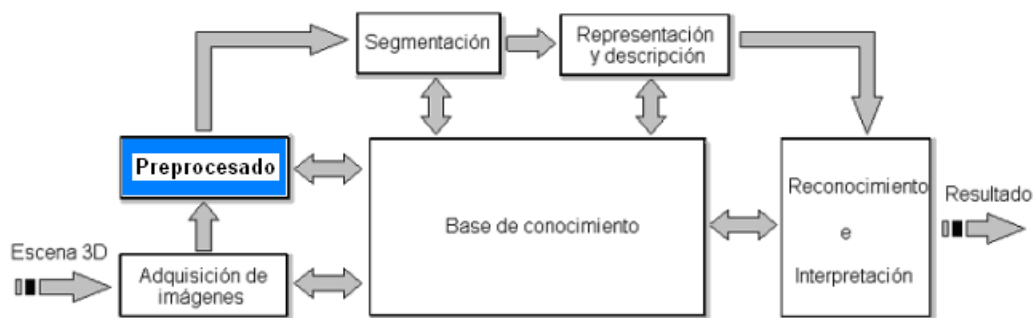 Segmentación
Representación
y descripción
Preprocesado
Base de conocimiento
Reconocimiento
e
Interpretación
Resultado
Escena 3D
Adquisición de
imágenes